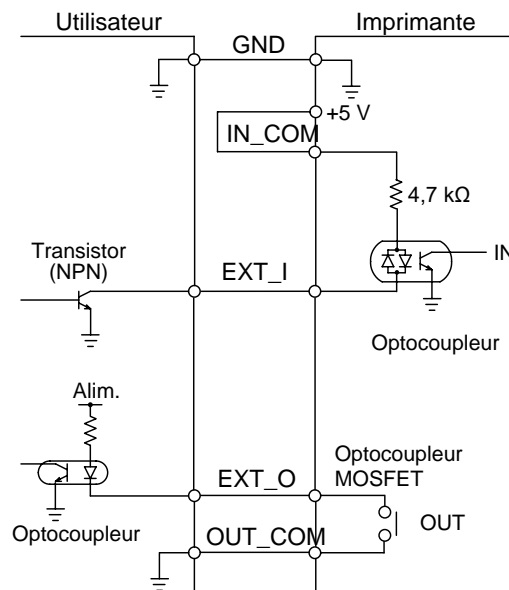 Utilisateur
Imprimante
GND
+5 V
IN_COM
4,7 kΩ
Transistor
(NPN)
EXT_I
IN
Optocoupleur
Alim.
Optocoupleur
MOSFET
EXT_O
OUT
Optocoupleur
OUT_COM